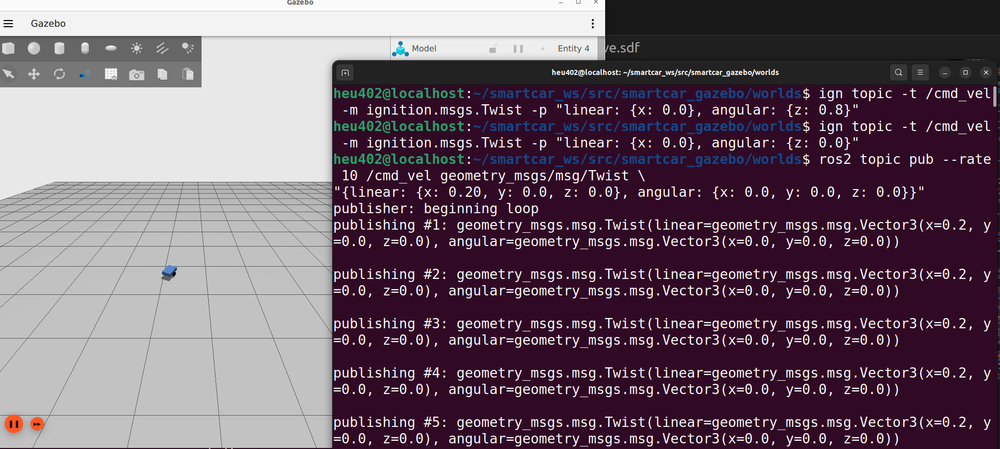 Gazebo
Gazebo
Model
Entity 4
ve.sdf
heu402@localhost: ~/smartcar_ws/src/smartcar_gazebo/worlds
heu402@localhost:~/smartcar_ws/src/smartcar_gazebo/worlds$ ign topic -t /cmd_vel
-m ignition.msgs.Twist -p "linear: {x: 0.0}, angular: {z: 0.8}"
heu402@localhost:~/smartcar_ws/src/smartcar_gazebo/worlds$ ign topic -t /cmd_vel
-m ignition.msgs.Twist -p "linear: {x: 0.0}, angular: {z: 0.0}"
heu402@localhost:~/smartcar_ws/src/smartcar_gazebo/worlds$ ros2 topic pub --rate
10 /cmd_vel geometry_msgs/msg/Twist \
"{linear: {x: 0.20, y: 0.0, z: 0.0}, angular: {x: 0.0, y: 0.0, z: 0.0}}"
publisher: beginning loop
publishing #1: geometry_msgs.msg.Twist(linear=geometry_msgs.msg.Vector3(x=0.2, y
=0.0, z=0.0), angular=geometry_msgs.msg.Vector3(x=0.0, y=0.0, z=0.0))
publishing #2: geometry_msgs.msg.Twist(linear=geometry_msgs.msg.Vector3(x=0.2, y
=0.0, z=0.0), angular=geometry_msgs.msg.Vector3(x=0.0, y=0.0, z=0.0))
publishing #3: geometry_msgs.msg.Twist(linear=geometry_msgs.msg.Vector3(x=0.2, y
=0.0, z=0.0), angular=geometry_msgs.msg.Vector3(x=0.0, y=0.0, z=0.0))
publishing #4: geometry_msgs.msg.Twist(linear=geometry_msgs.msg.Vector3(x=0.2, y
=0.0, z=0.0), angular=geometry_msgs.msg.Vector3(x=0.0, y=0.0, z=0.0))
publishing #5: geometry_msgs.msg.Twist(linear=geometry_msgs.msg.Vector3(x=0.2, y
=0.0, z=0.0), angular=geometry_msgs.msg.Vector3(x=0.0, y=0.0, z=0.0))